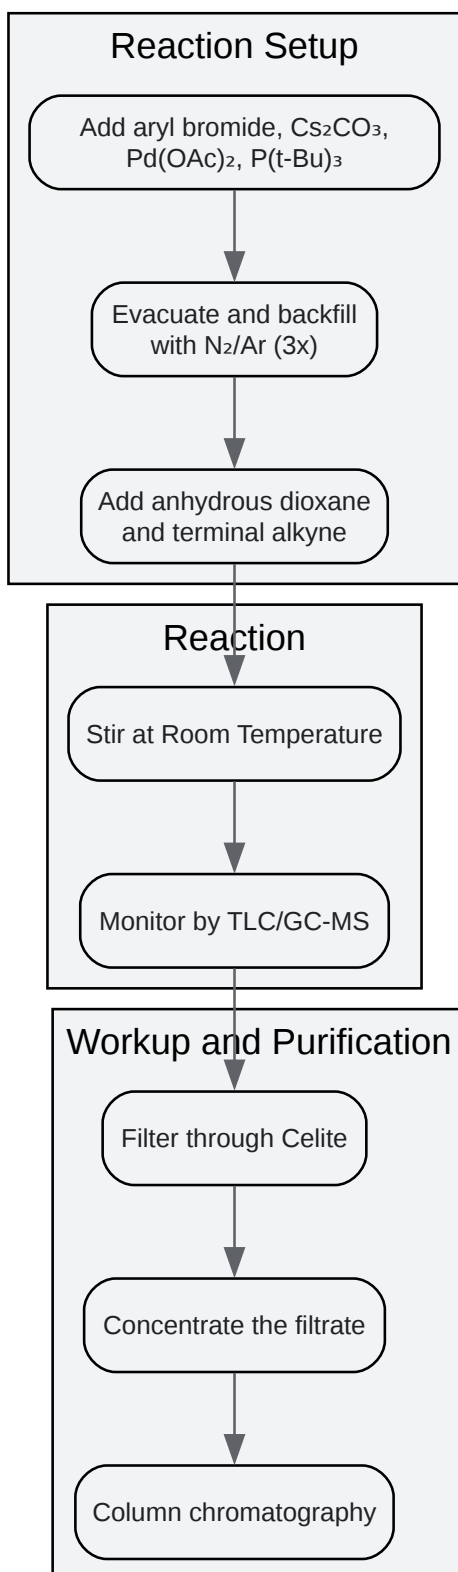 Reaction Setup
Add aryl bromide, Cs₂CO₃,
Pd(OAc)₂, P(t-Bu)₃
Evacuate and backfill
with N₂/Ar (3x)
Add anhydrous dioxane
and terminal alkyne
Reaction
Stir at Room Temperature
Monitor by TLC/GC-MS
Workup and Purification
Filter through Celite
Concentrate the filtrate
Column chromatography